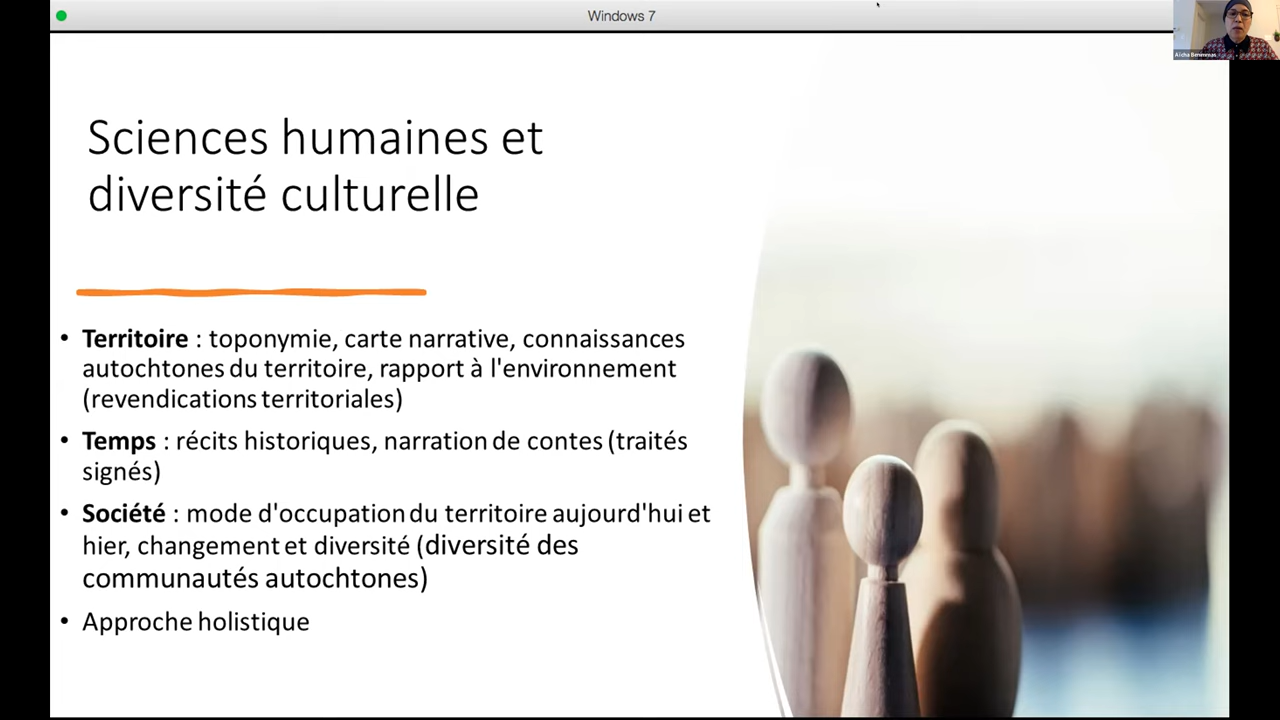 Windows 7
Sciences humaines et
diversité culturelle
• Territoire : toponymie, carte narrative, connaissances
autochtones du territoire, rapport à l'environnement
(revendications territoriales)
• Temps : récits historiques, narration de contes (traités
signés)
• Société : mode d'occupation du territoire aujourd'hui et
hier, changement et diversité (diversité des
communautés autochtones)
• Approche holistique